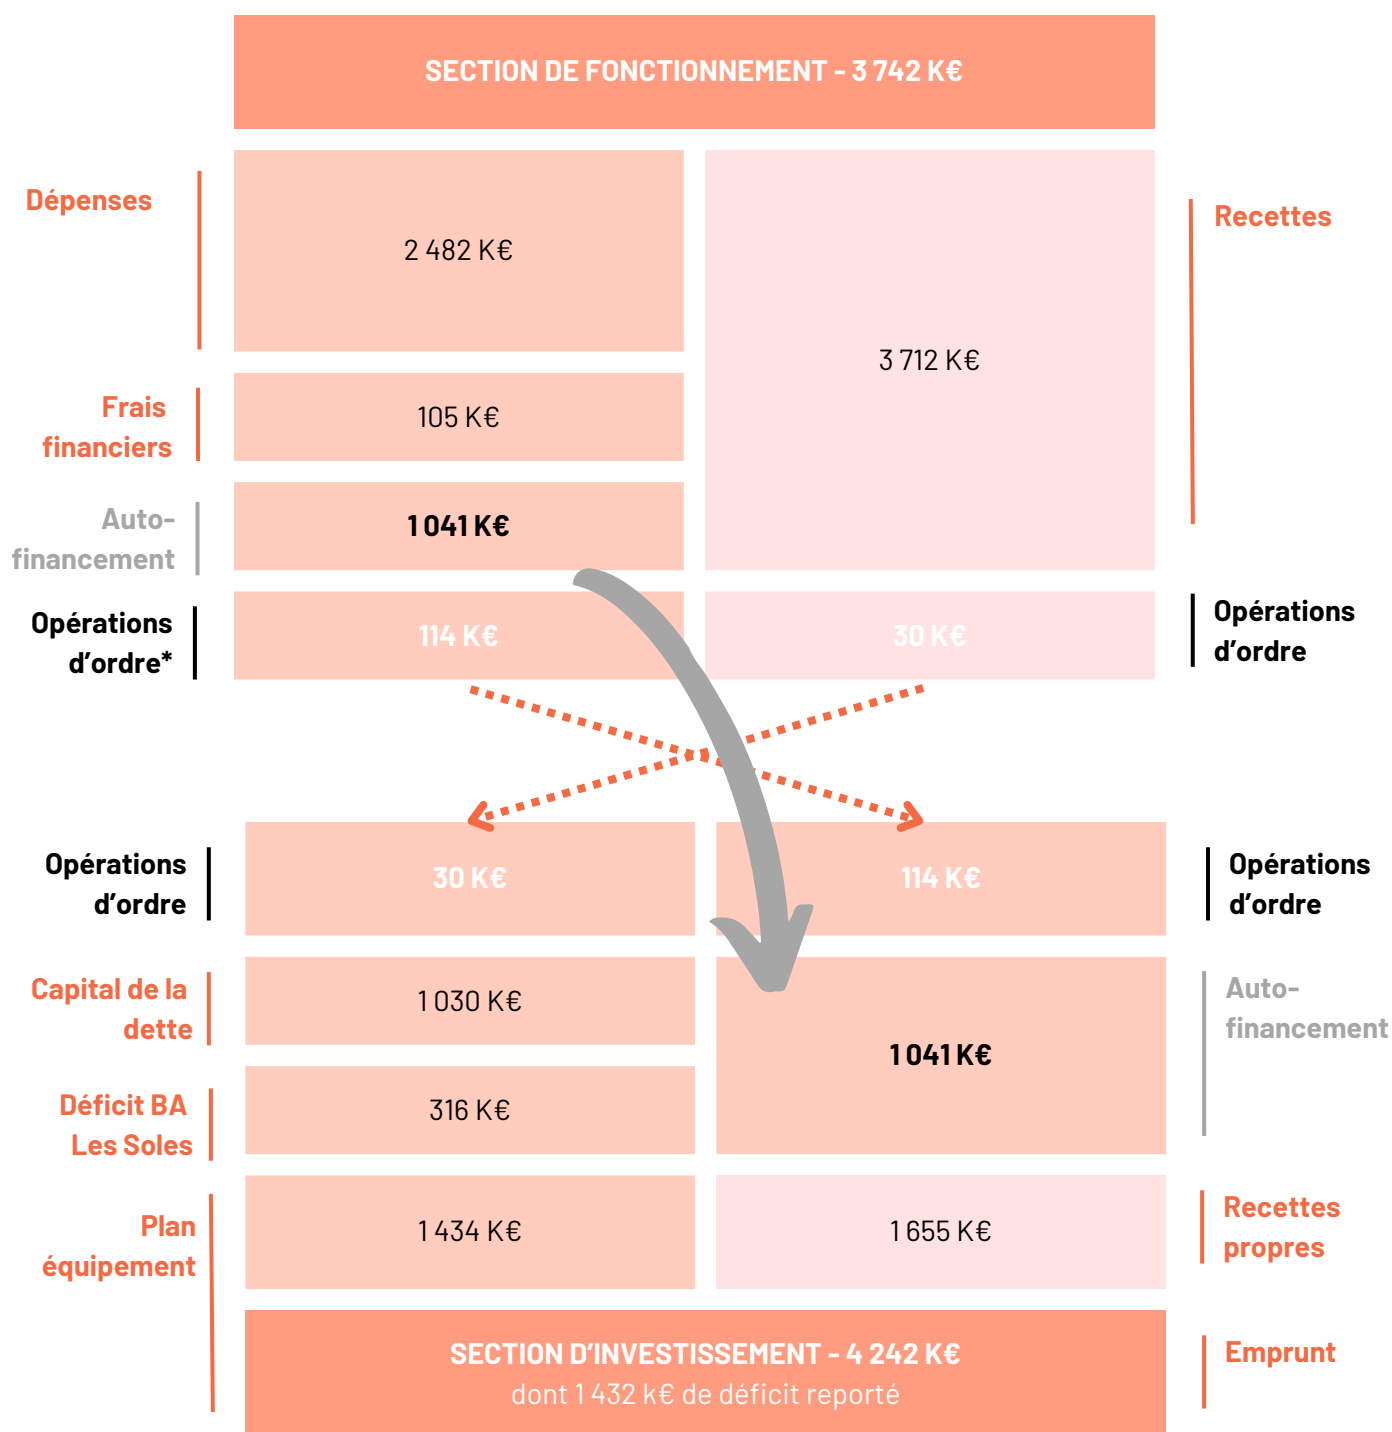 SECTION DE FONCTIONNEMENT - 3 742 K€
Dépenses
2 482 K€
Recettes
3 712 K€
Frais
financiers
105 K€
Auto-
financement
1 041 K€
Opérations
d'ordre*
114 K€
30 K€
Opérations
d'ordre
Opérations
d'ordre
30 K€
114 K€
Opérations
d'ordre
Capital de la
dette
1 030 K€
1 041 K€
Auto-
financement
Déficit BA
Les Soles
316 K€
Plan
équipement
1 434 K€
1 655 K€
Recettes
propres
SECTION D'INVESTISSEMENT - 4 242 K€
dont 1 432 k€ de déficit reporté
Emprunt